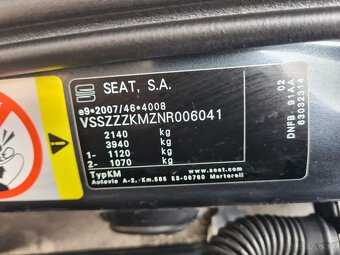 SEAT, S.A.
e9*2007/46*4008
VSSZZZKMZNR006041
2140 kg
3940 kg
1- 1120 kg
2- 1070 kg
TypKM www.seat.com
Autovia A-2, Km.585 ES-08760 Martorell
02
DNFB 91AA
63032314